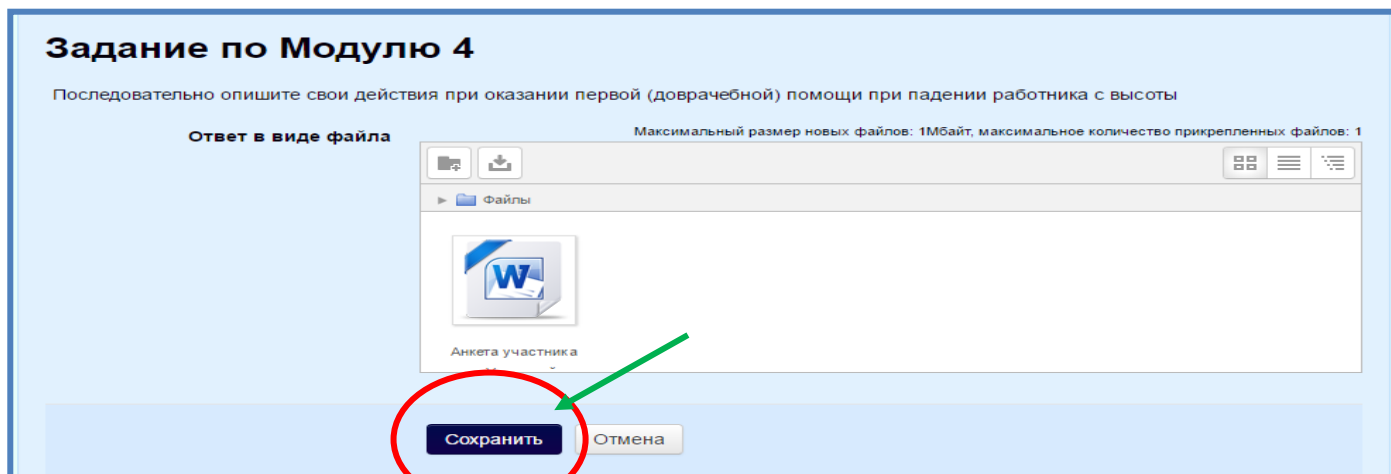 Задание по Модулю 4
Последовательно опишите свои действия при оказании первой (доврачебной) помощи при падении работника с высоты
Ответ в виде файла
Максимальный размер новых файлов: 1Мбайт, максимальное количество прикрепленных файлов: 1
Файлы
W
Анкета участника
Сохранить
Отмена